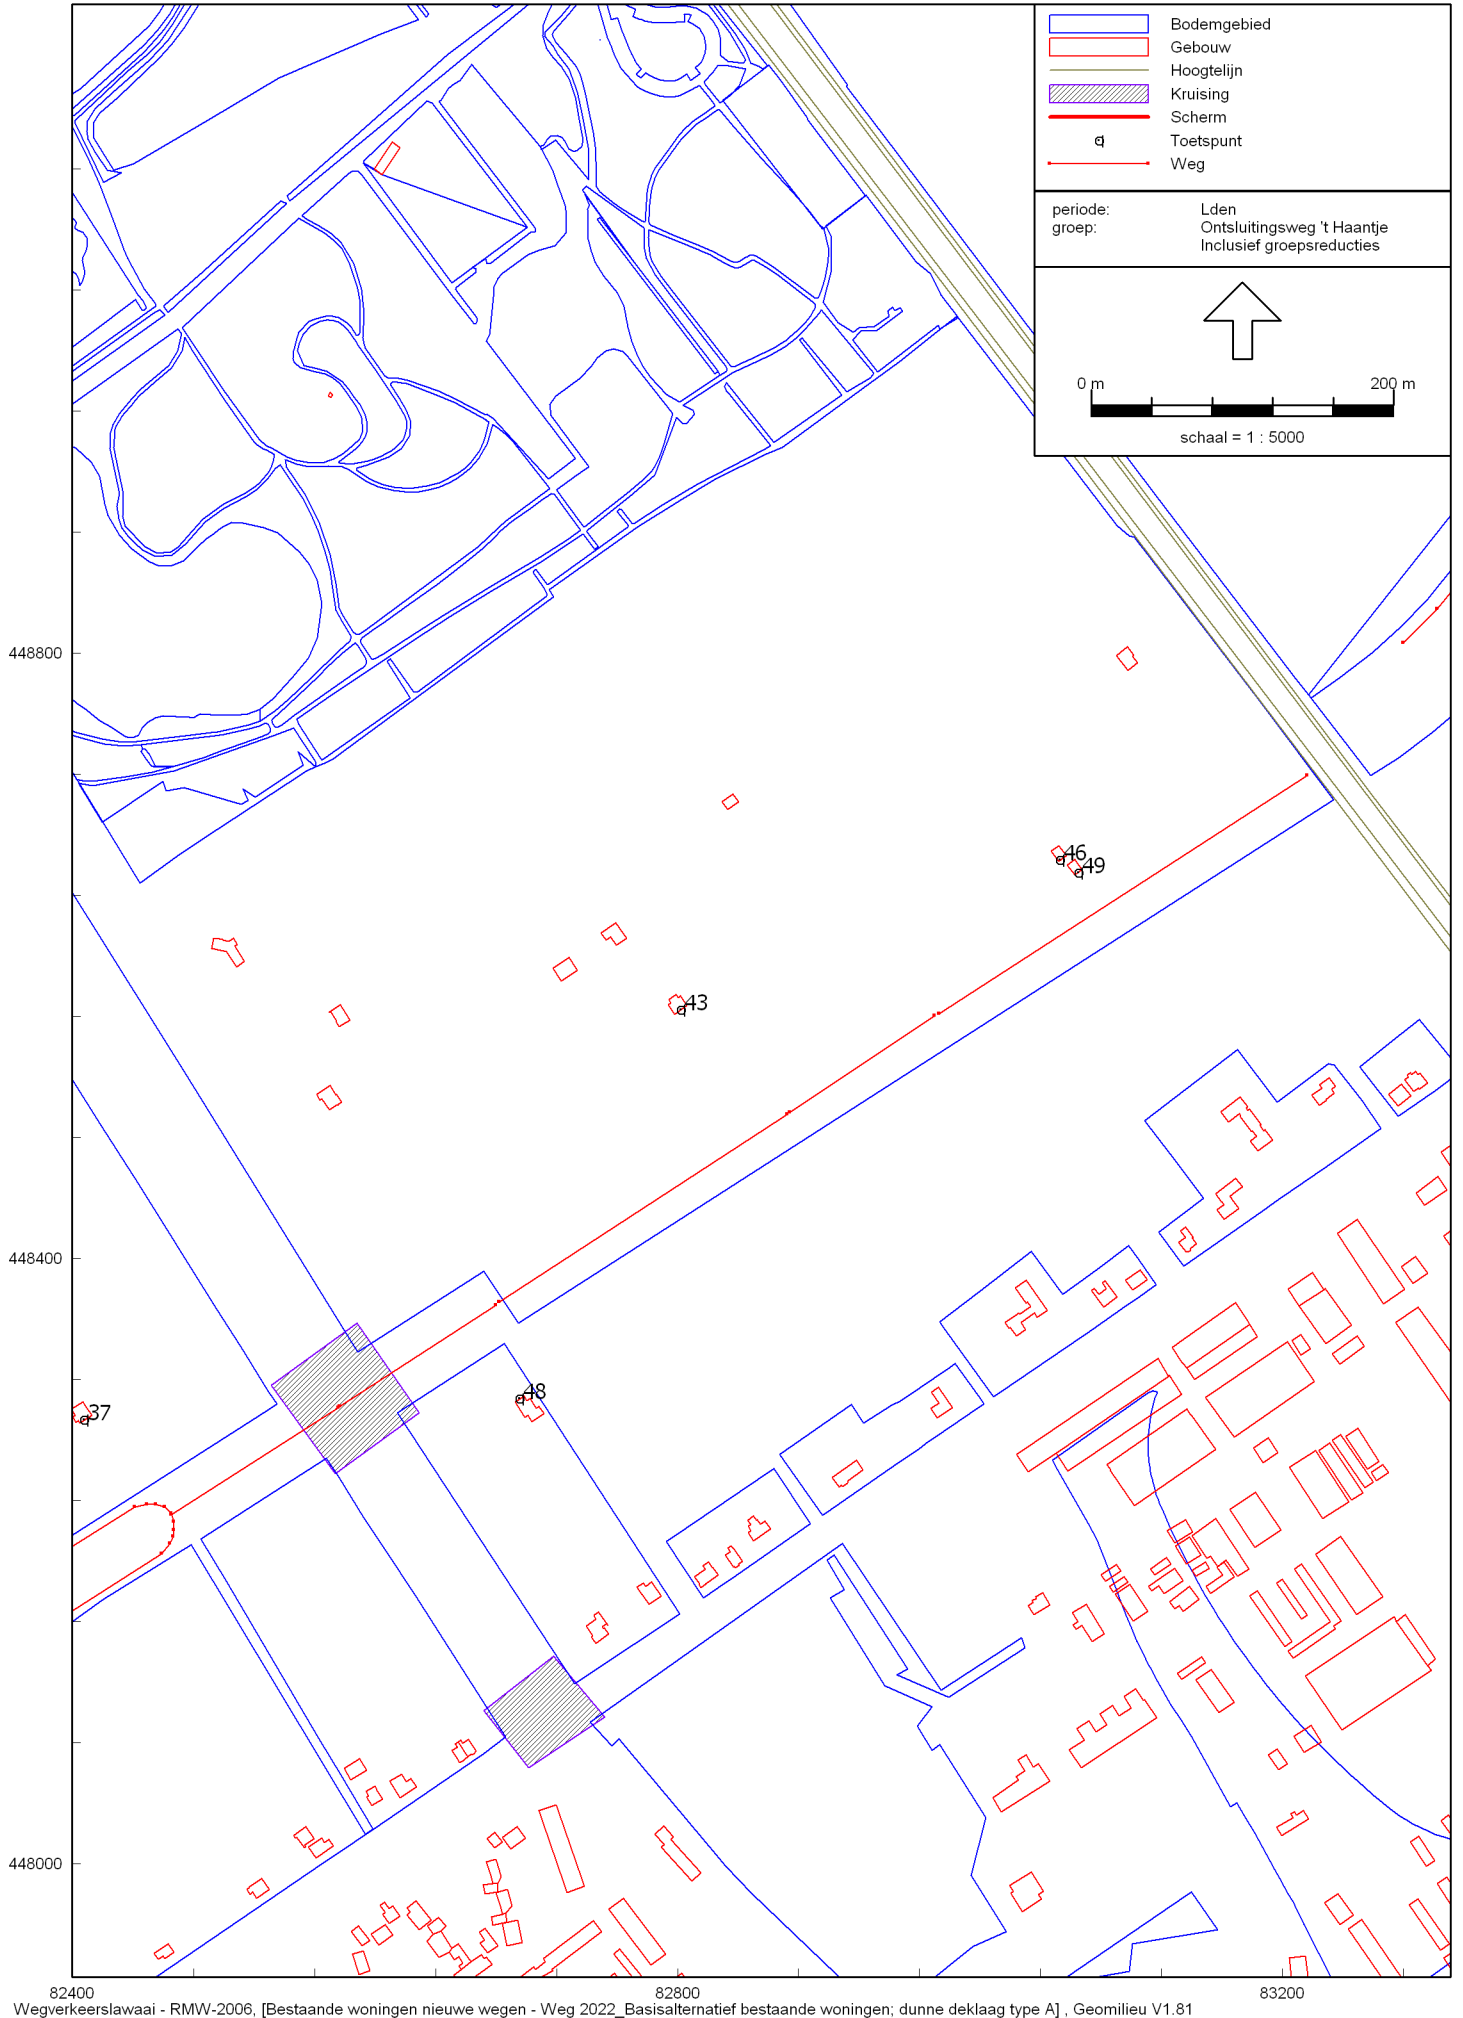 Bodemgebied
Gebouw
Hoogtelijn
Kruising
Scherm
Toetspunt
Weg
periode: Lden
groep: Ontsluitingsweg 't Haantje
Inclusief groepsreducties
0 m 200 m
schaal = 1 : 5000
448800
46
49
43
448400
48
37
448000
82400 82800 83200
Wegverkeerslawaai - RMW-2006, [Bestaande woningen nieuwe wegen - Weg 2022_Basisalternatief bestaande woningen; dunne deklaag type A] , Geomilieu V1.81